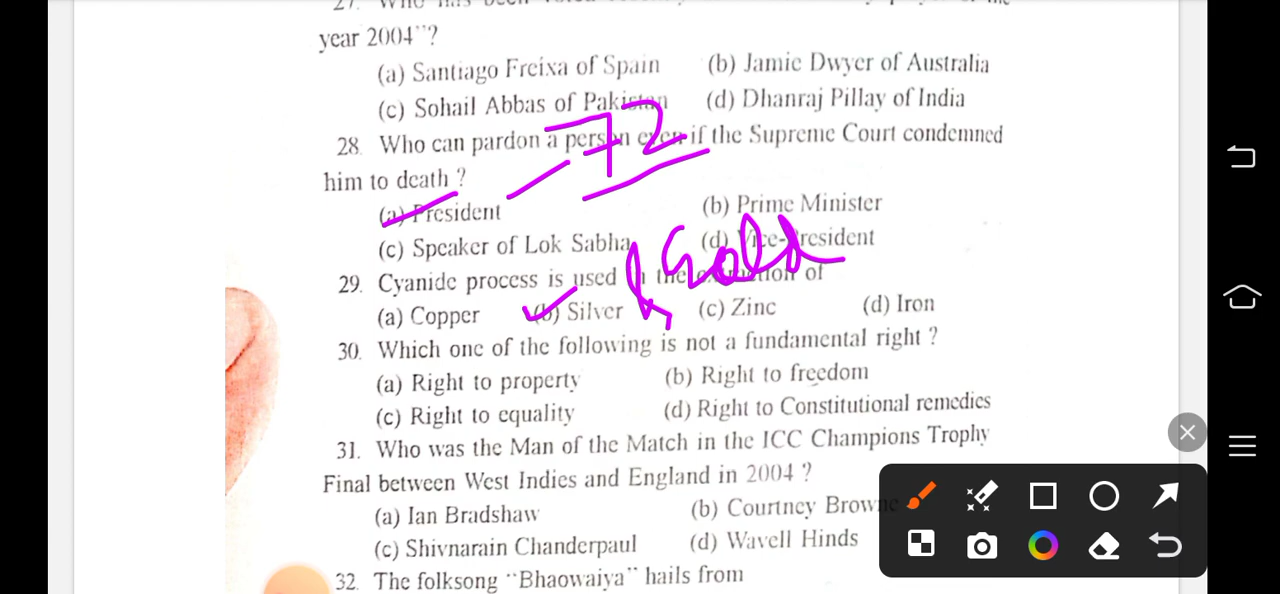 year 2004"?
(a) Santiago Freixa of Spain (b) Jamie Dwyer of Australia
(c) Sohail Abbas of Pakistan (d) Dhanraj Pillay of India
72
28. Who can pardon a person even if the Supreme Court condemned
him to death ?
(a) President (b) Prime Minister
(c) Speaker of Lok Sabha (d) Vice-President
& Gold
29. Cyanide process is used in the extraction of
(a) Copper (b) Silver (c) Zinc (d) Iron
30. Which one of the following is not a fundamental right ?
(a) Right to property (b) Right to freedom
(c) Right to equality (d) Right to Constitutional remedies
31. Who was the Man of the Match in the ICC Champions Trophy
Final between West Indies and England in 2004 ?
(a) Ian Bradshaw (b) Courtney Browne
(c) Shivnarain Chanderpaul (d) Wavell Hinds
32. The folksong "Bhaowaiya" hails from